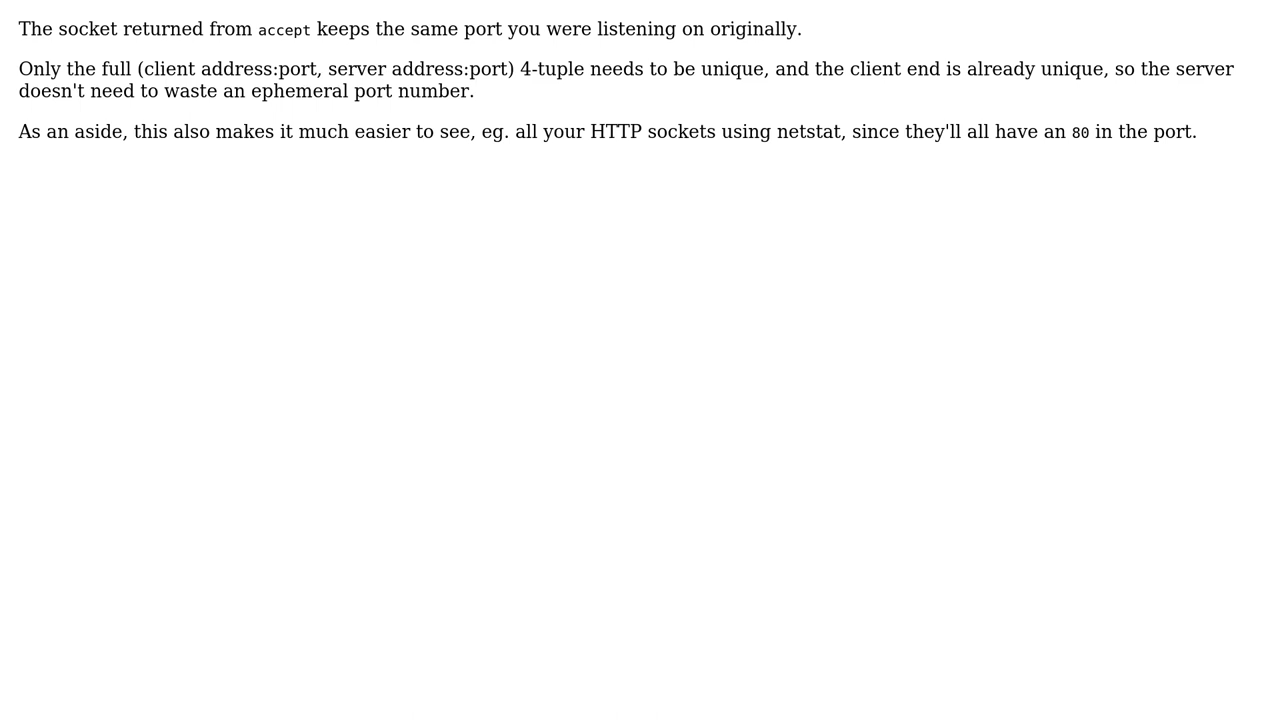 The socket returned from accept keeps the same port you were listening on originally.
Only the full (client address:port, server address:port) 4-tuple needs to be unique, and the client end is already unique, so the server
doesn't need to waste an ephemeral port number.
As an aside, this also makes it much easier to see, eg. all your HTTP sockets using netstat, since they'll all have an 80 in the port.